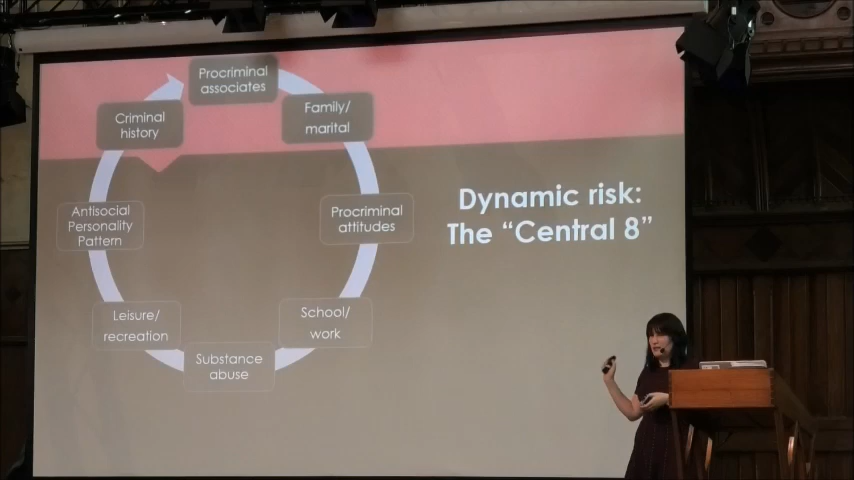 Procriminal
associates
Family/
marital
Procriminal
attitudes
School/
work
Substance
abuse
Leisure/
recreation
Antisocial
Personality
Pattern
Criminal
history
Dynamic risk:
The “Central 8”